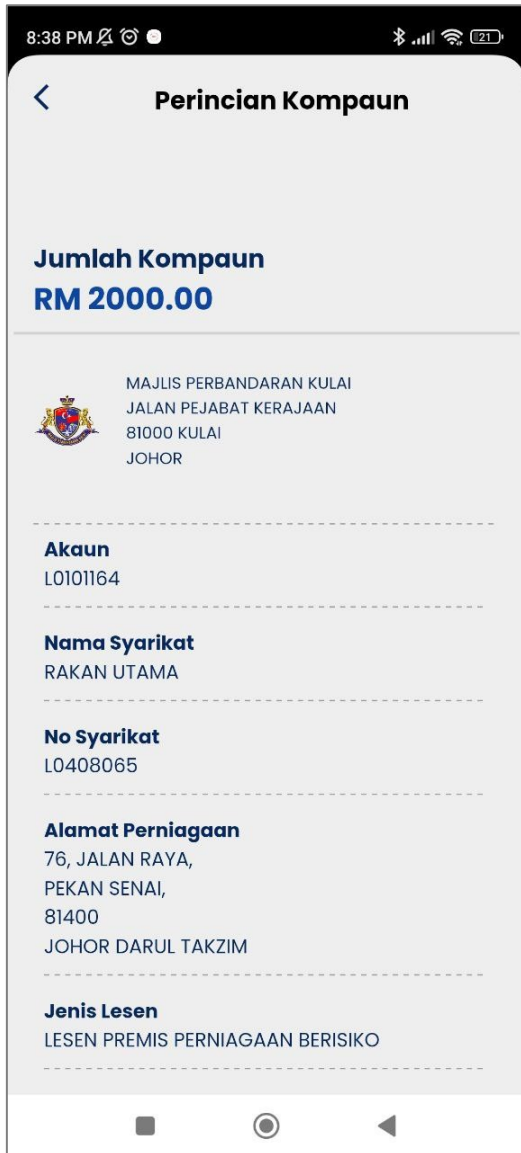 8:38 PM
21
Perincian Kompaun
Jumlah Kompaun
RM 2000.00
MAJLIS PERBANDARAN KULAI
JALAN PEJABAT KERAJAAN
81000 KULAI
JOHOR
Akaun
L0101164
Nama Syarikat
RAKAN UTAMA
No Syarikat
L0408065
Alamat Perniagaan
76, JALAN RAYA,
PEKAN SENAI,
81400
JOHOR DARUL TAKZIM
Jenis Lesen
LESEN PREMIS PERNIAGAAN BERISIKO